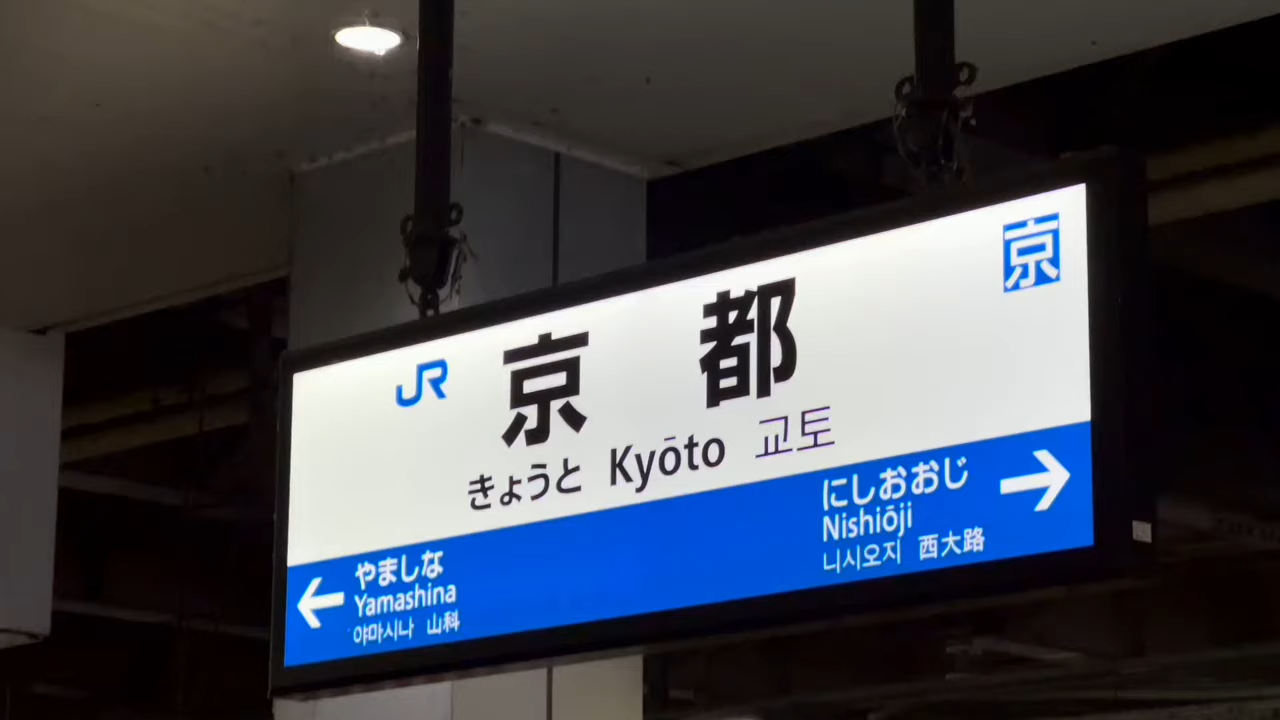 京
JR 京都
きょうと Kyōto 교토
にしおおじ
Nishiōji
니시오지 西大路
やましな
Yamashina
야마시나 山科